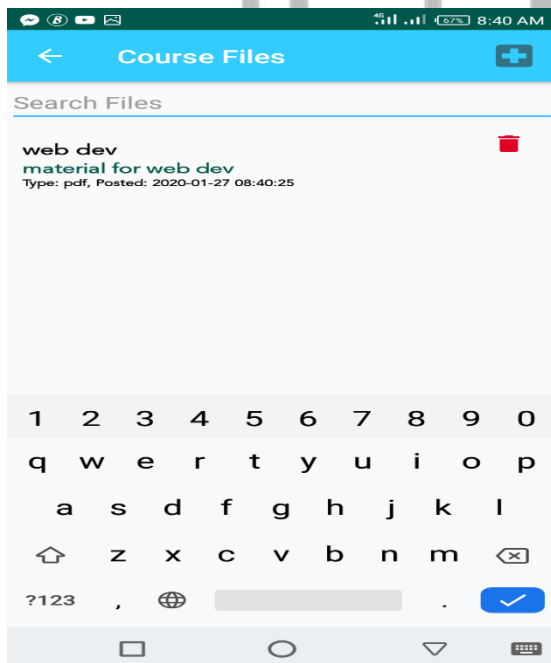 4G 67% 8:40 AM
Course Files
Search Files
web dev
material for web dev
Type: pdf, Posted: 2020-01-27 08:40:25
1 2 3 4 5 6 7 8 9 0
q w e r t y u i o p
a s d f g h j k l
z x c v b n m
?123 , .